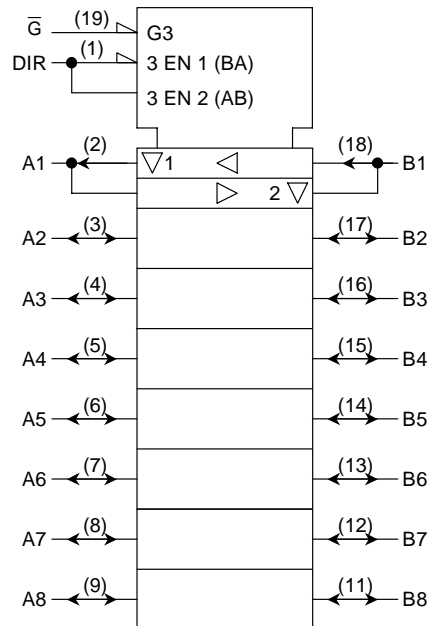 G̅ (19) G3
DIR (1) 3 EN 1 (BA)
3 EN 2 (AB)
A1 (2) 1 (18) B1
2
A2 (3) (17) B2
A3 (4) (16) B3
A4 (5) (15) B4
A5 (6) (14) B5
A6 (7) (13) B6
A7 (8) (12) B7
A8 (9) (11) B8